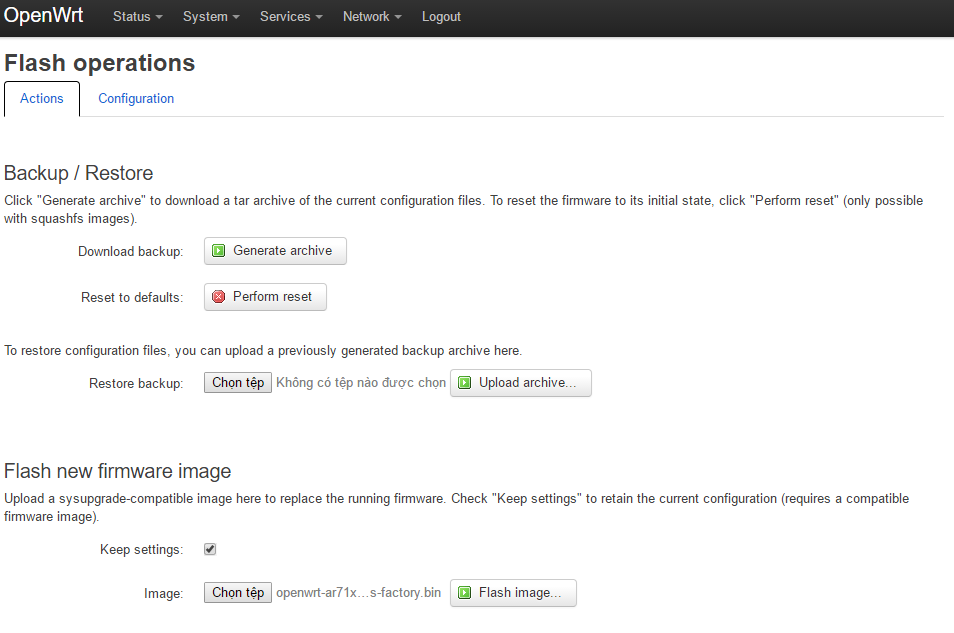 OpenWrt Status System Services Network Logout
Flash operations
Actions Configuration
Backup / Restore
Click "Generate archive" to download a tar archive of the current configuration files. To reset the firmware to its initial state, click "Perform reset" (only possible
with squashfs images).
Download backup: Generate archive
Reset to defaults: Perform reset
To restore configuration files, you can upload a previously generated backup archive here.
Restore backup: Chọn tệp Không có tệp nào được chọn Upload archive...
Flash new firmware image
Upload a sysupgrade-compatible image here to replace the running firmware. Check "Keep settings" to retain the current configuration (requires a compatible
firmware image).
Keep settings:
Image: Chọn tệp openwrt-ar71x...s-factory.bin Flash image...